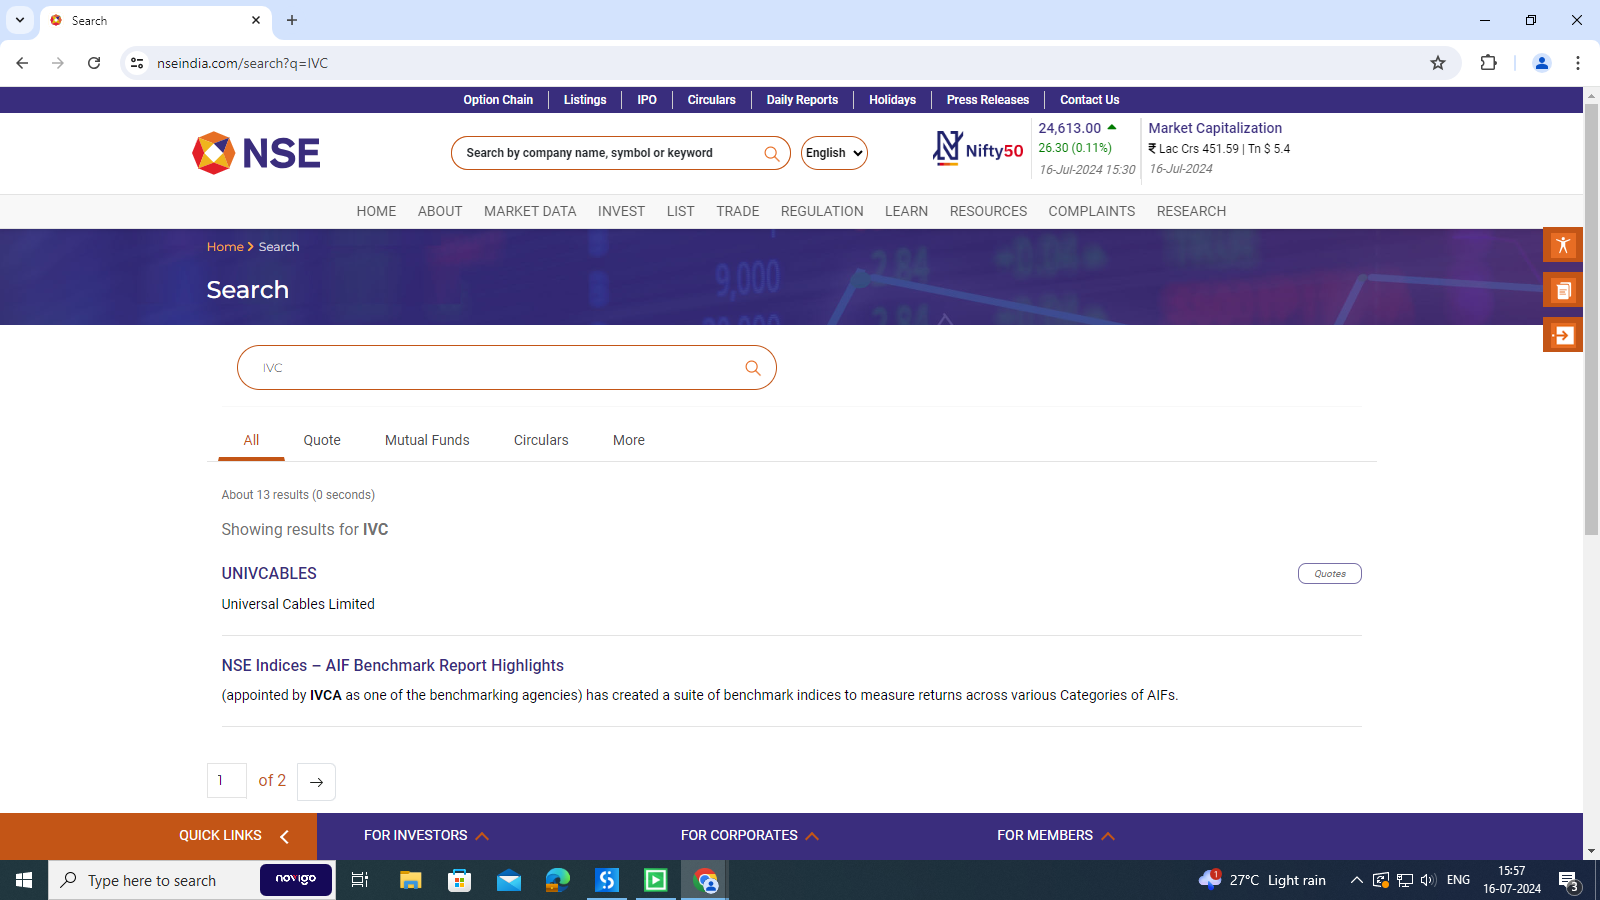 Search
nseindia.com/search?q=IVC
Option Chain
Listings
IPO
Circulars
Daily Reports
Holidays
Press Releases
Contact Us
NSE
Search by company name, symbol or keyword
English
Nifty50
24,613.00
26.30 (0.11%)
16-Jul-2024 15:30
Market Capitalization
₹ Lac Crs 451.59 | Tn $ 5.4
16-Jul-2024
HOME
ABOUT
MARKET DATA
INVEST
LIST
TRADE
REGULATION
LEARN
RESOURCES
COMPLAINTS
RESEARCH
Home > Search
Search
9,000
2.84
2.84
IVC
All
Quote
Mutual Funds
Circulars
More
About 13 results (0 seconds)
Showing results for IVC
UNIVCABLES
Quotes
Universal Cables Limited
NSE Indices – AIF Benchmark Report Highlights
(appointed by IVCA as one of the benchmarking agencies) has created a suite of benchmark indices to measure returns across various Categories of AIFs.
1 of 2
QUICK LINKS
FOR INVESTORS
FOR CORPORATES
FOR MEMBERS
Type here to search
novigo
1
27°C Light rain
ENG
15:57
16-07-2024
3